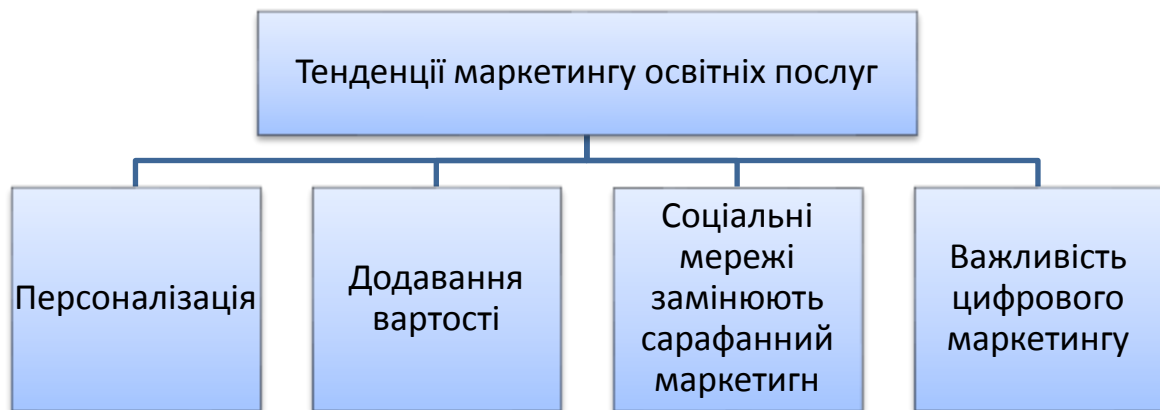 Тенденції маркетингу освітніх послуг
Персоналізація
Додавання
вартості
Соціальні
мережі
замінюють
сарафанний
маркетигн
Важливість
цифрового
маркетингу